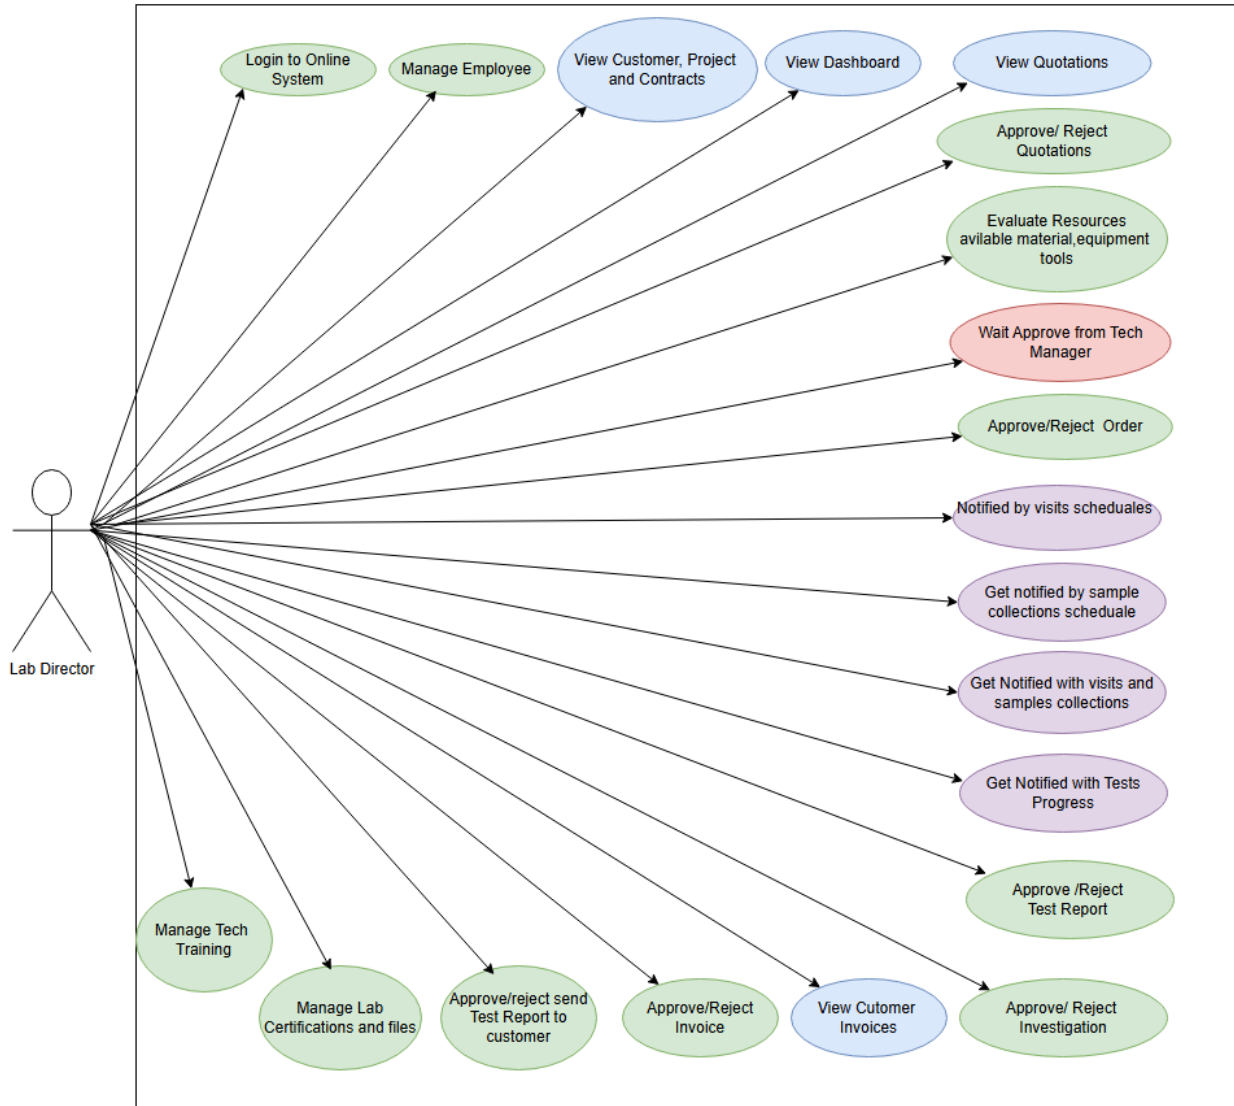 Login to Online
System
Manage Employee
View Customer, Project
and Contracts
View Dashboard
View Quotations
Approve/ Reject
Quotations
Evaluate Resources
avilable material,equipment
tools
Wait Approve from Tech
Manager
Approve/Reject Order
Notified by visits scheduales
Get notified by sample
collections scheduale
Get Notified with visits and
samples collections
Get Notified with Tests
Progress
Approve /Reject
Test Report
Lab Director
Manage Tech
Training
Manage Lab
Certifications and files
Approve/reject send
Test Report to
customer
Approve/Reject
Invoice
View Cutomer
Invoices
Approve/ Reject
Investigation